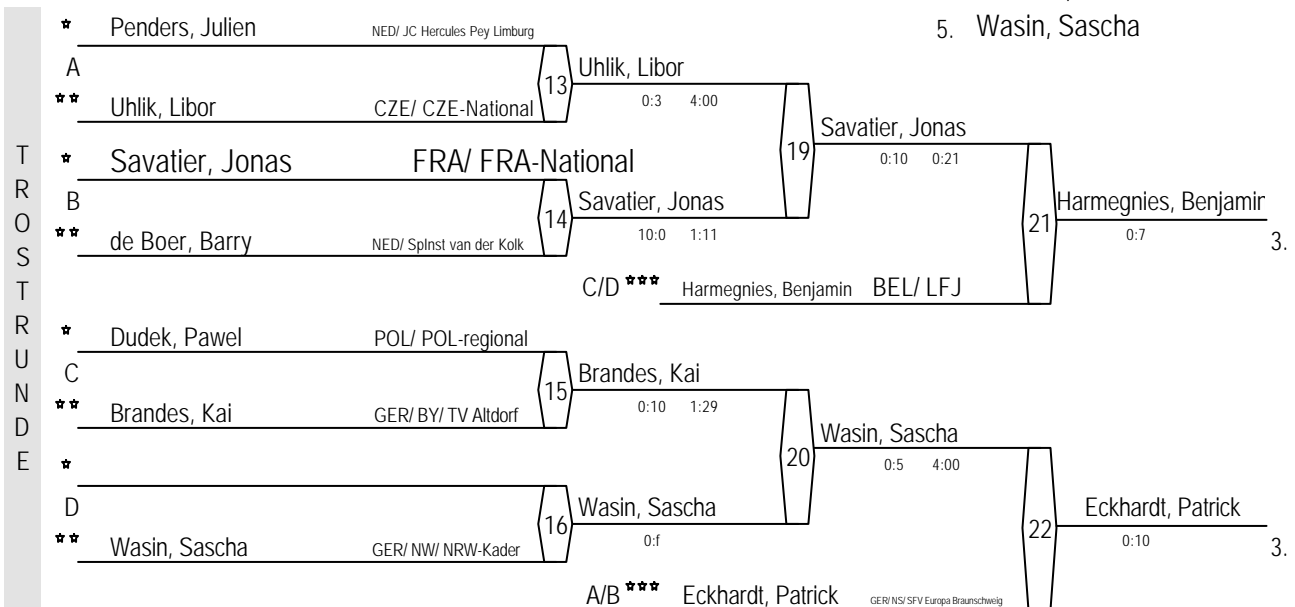 5. Wasin, Sascha
TROSTRUNDE
☆ Penders, Julien NED/ JC Hercules Pey Limburg
A
13 Uhlik, Libor
0:3 4:00
☆☆ Uhlik, Libor CZE/ CZE-National
19 Savatier, Jonas
0:10 0:21
☆ Savatier, Jonas FRA/ FRA-National
B
14 Savatier, Jonas
10:0 1:11
☆☆ de Boer, Barry NED/ SpInst van der Kolk
21 Harmegnies, Benjamin
0:7
3.
C/D ☆☆☆ Harmegnies, Benjamin BEL/ LFJ
☆ Dudek, Pawel POL/ POL-regional
C
15 Brandes, Kai
0:10 1:29
☆☆ Brandes, Kai GER/ BY/ TV Altdorf
20 Wasin, Sascha
0:5 4:00
☆
D
16 Wasin, Sascha
0:f
☆☆ Wasin, Sascha GER/ NW/ NRW-Kader
22 Eckhardt, Patrick
0:10
3.
A/B ☆☆☆ Eckhardt, Patrick GER/ NS/ SFV Europa Braunschweig